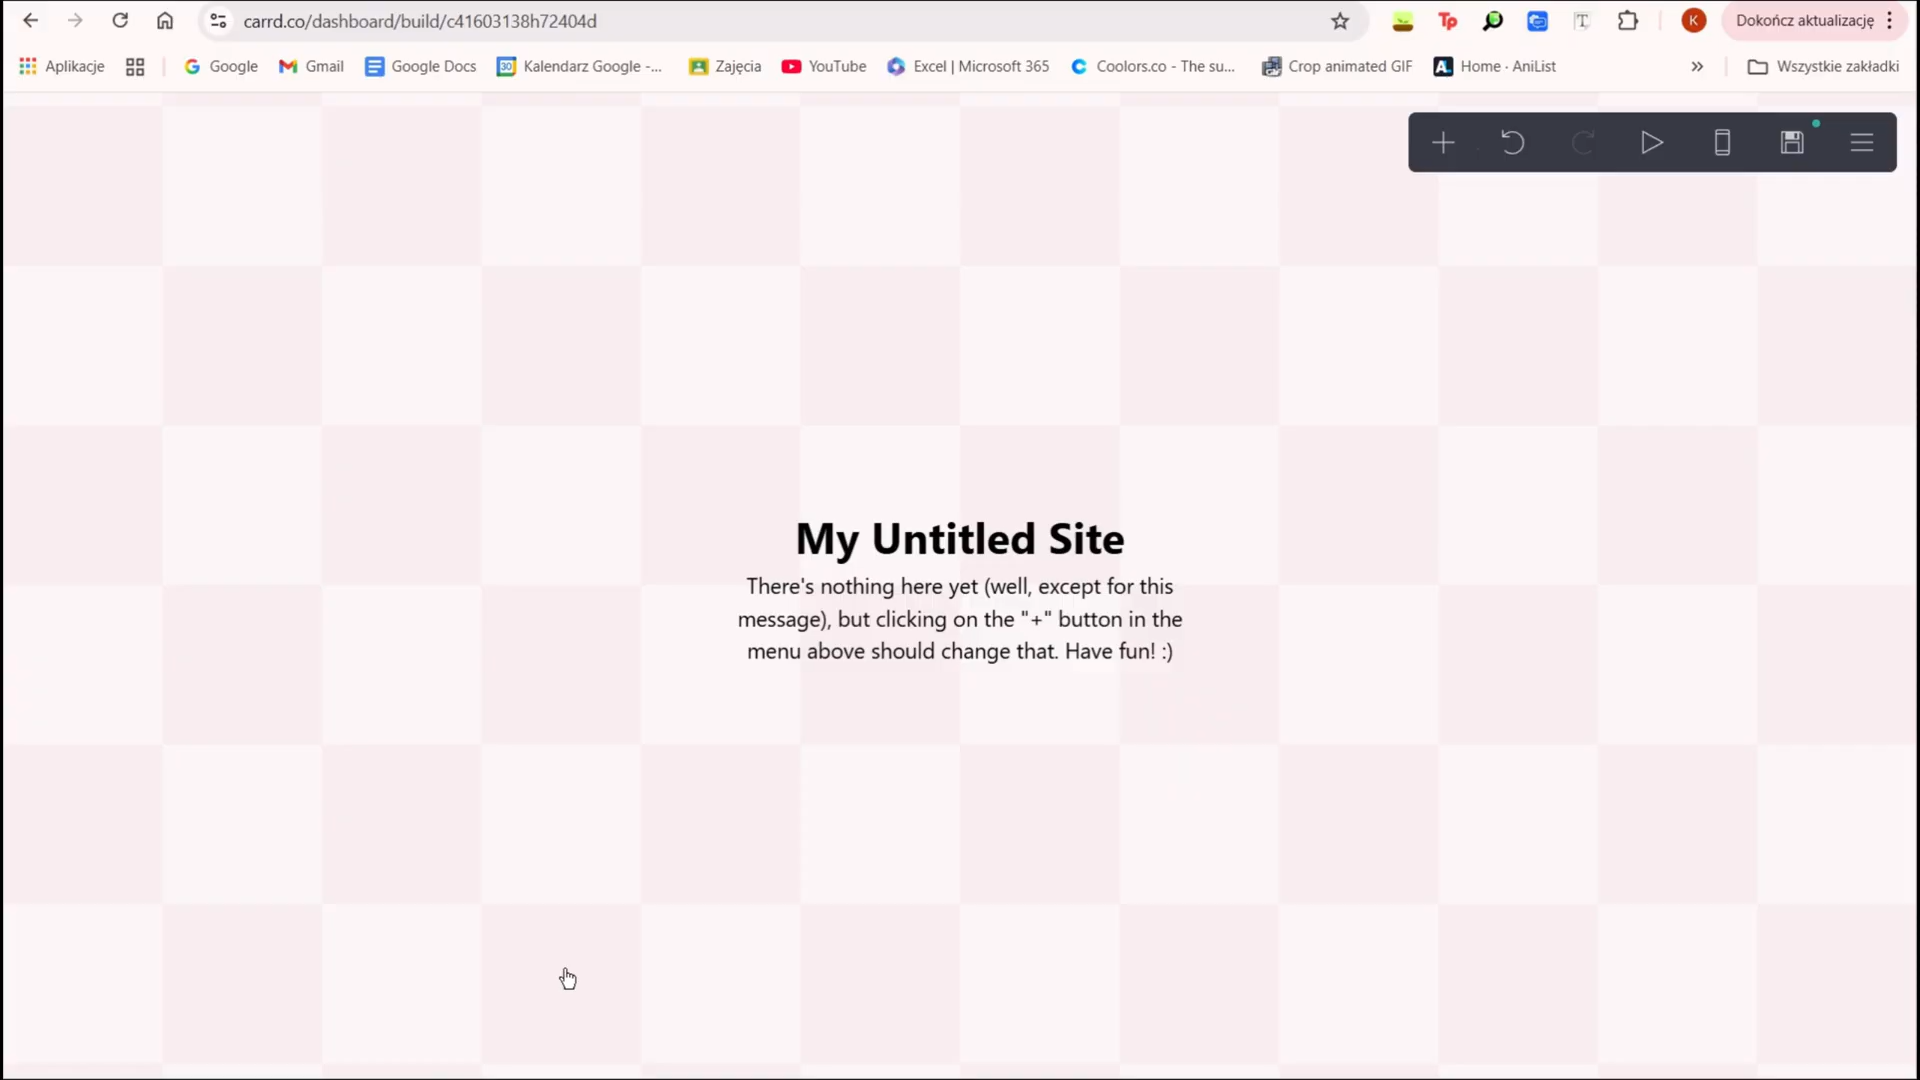 carrd.co/dashboard/build/c41603138h72404d
Tp
T
K
Dokończ aktualizację
Aplikacje
Google
Gmail
Google Docs
Kalendarz Google -...
Zajęcia
YouTube
Excel | Microsoft 365
Coolors.co - The su...
Crop animated GIF
Home · AniList
Wszystkie zakładki
My Untitled Site
There's nothing here yet (well, except for this
message), but clicking on the "+" button in the
menu above should change that. Have fun! :)